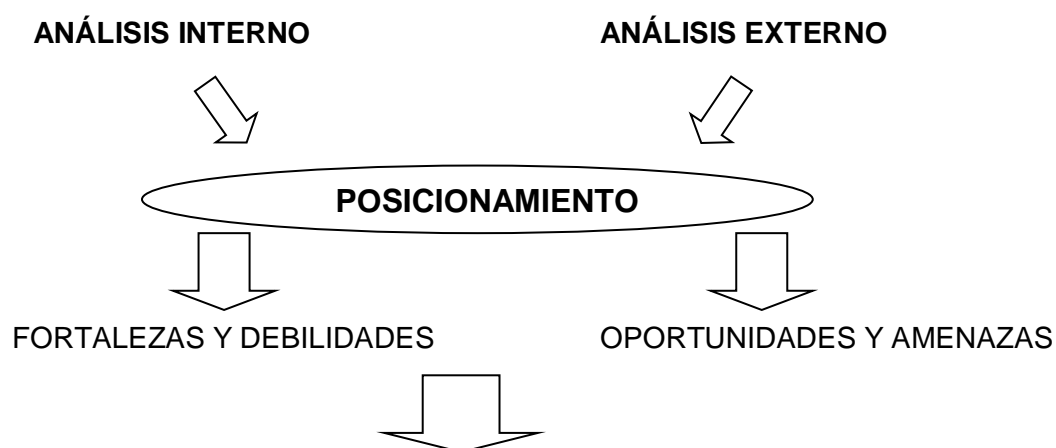 ANÁLISIS INTERNO
ANÁLISIS EXTERNO
POSICIONAMIENTO
FORTALEZAS Y DEBILIDADES
OPORTUNIDADES Y AMENAZAS